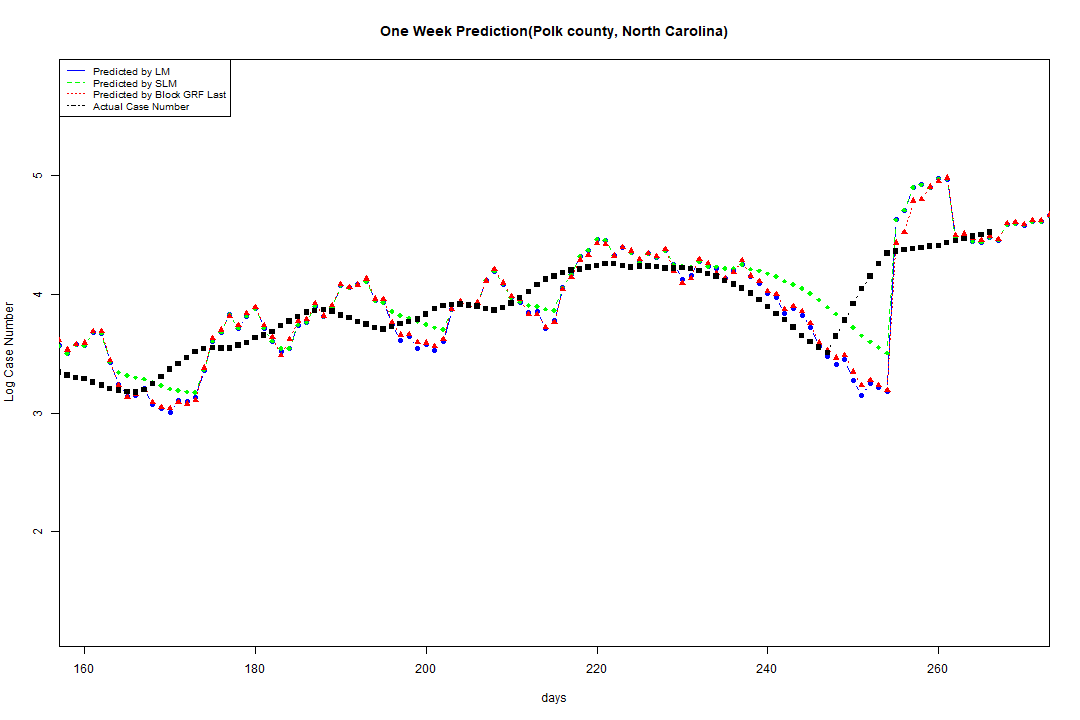 One Week Prediction(Polk county, North Carolina)
Predicted by LM
Predicted by SLM
Predicted by Block GRF Last
Actual Case Number
5
4
3
2
Log Case Number
160 180 200 220 240 260
days